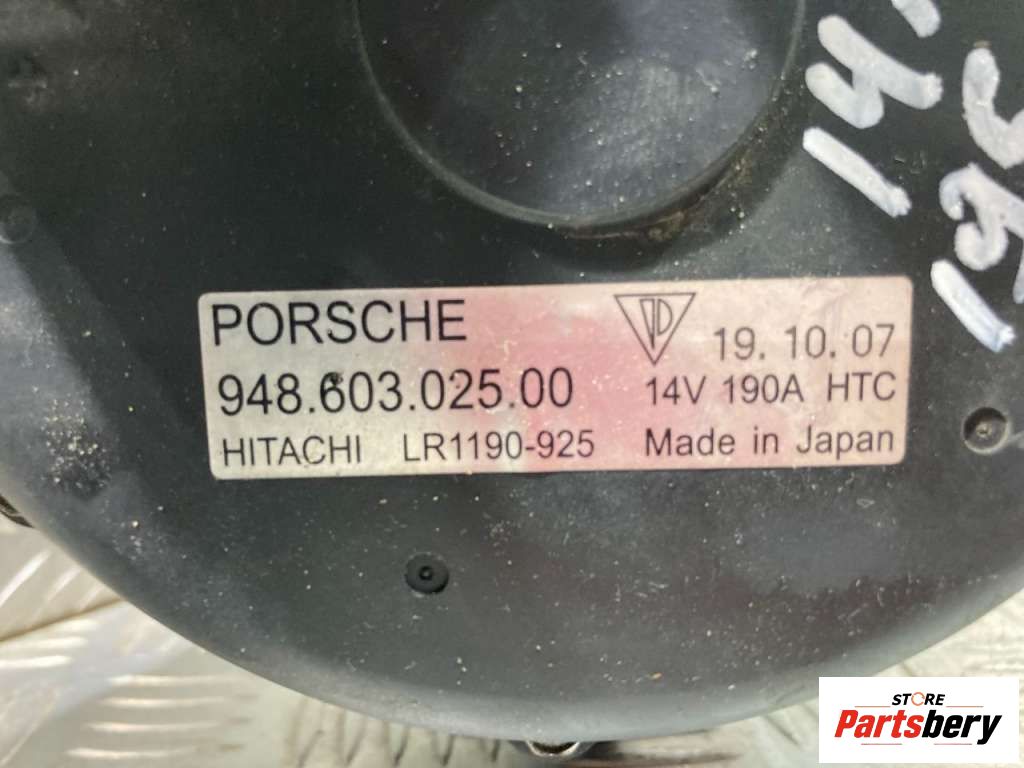 PORSCHE
19. 10. 07
948.603.025.00
14V 190A HTC
HITACHI LR1190-925
Made in Japan
STORE
Partsbery